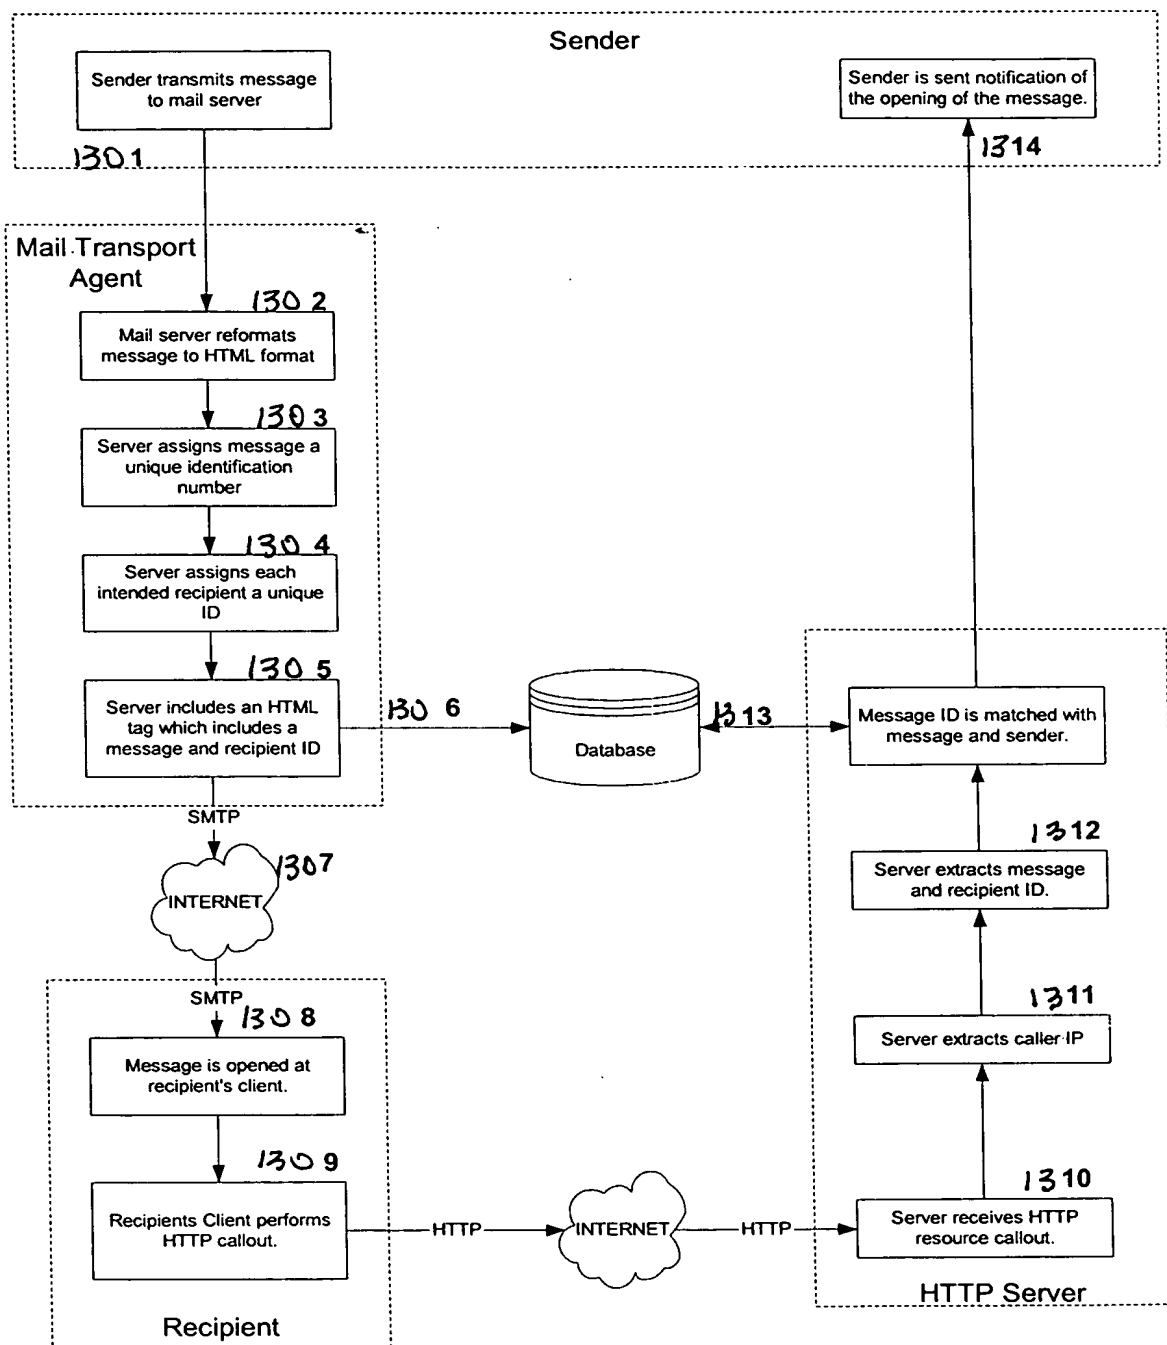 Sender
Sender transmits message
to mail server
Sender is sent notification of
the opening of the message.
1301
1314
Mail Transport
Agent
1302
Mail server reformats
message to HTML format
1303
Server assigns message a
unique identification
number
1304
Server assigns each
intended recipient a unique
ID
1305
Server includes an HTML
tag which includes a
message and recipient ID
1306
Database
1313
Message ID is matched with
message and sender.
SMTP
1307
INTERNET
1312
Server extracts message
and recipient ID.
SMTP
1308
Message is opened at
recipient's client.
1311
Server extracts caller IP
1309
Recipients Client performs
HTTP callout.
HTTP
INTERNET
HTTP
1310
Server receives HTTP
resource callout.
HTTP Server
Recipient